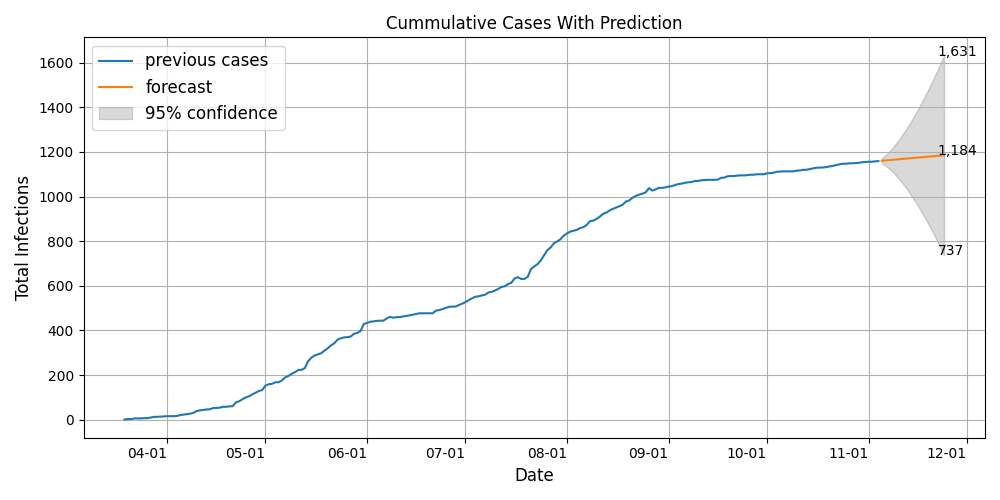 Cummulative Cases With Prediction
previous cases
forecast
95% confidence
1,631
1,184
737
Total Infections
1600
1400
1200
1000
800
600
400
200
0
04-01 05-01 06-01 07-01 08-01 09-01 10-01 11-01 12-01
Date